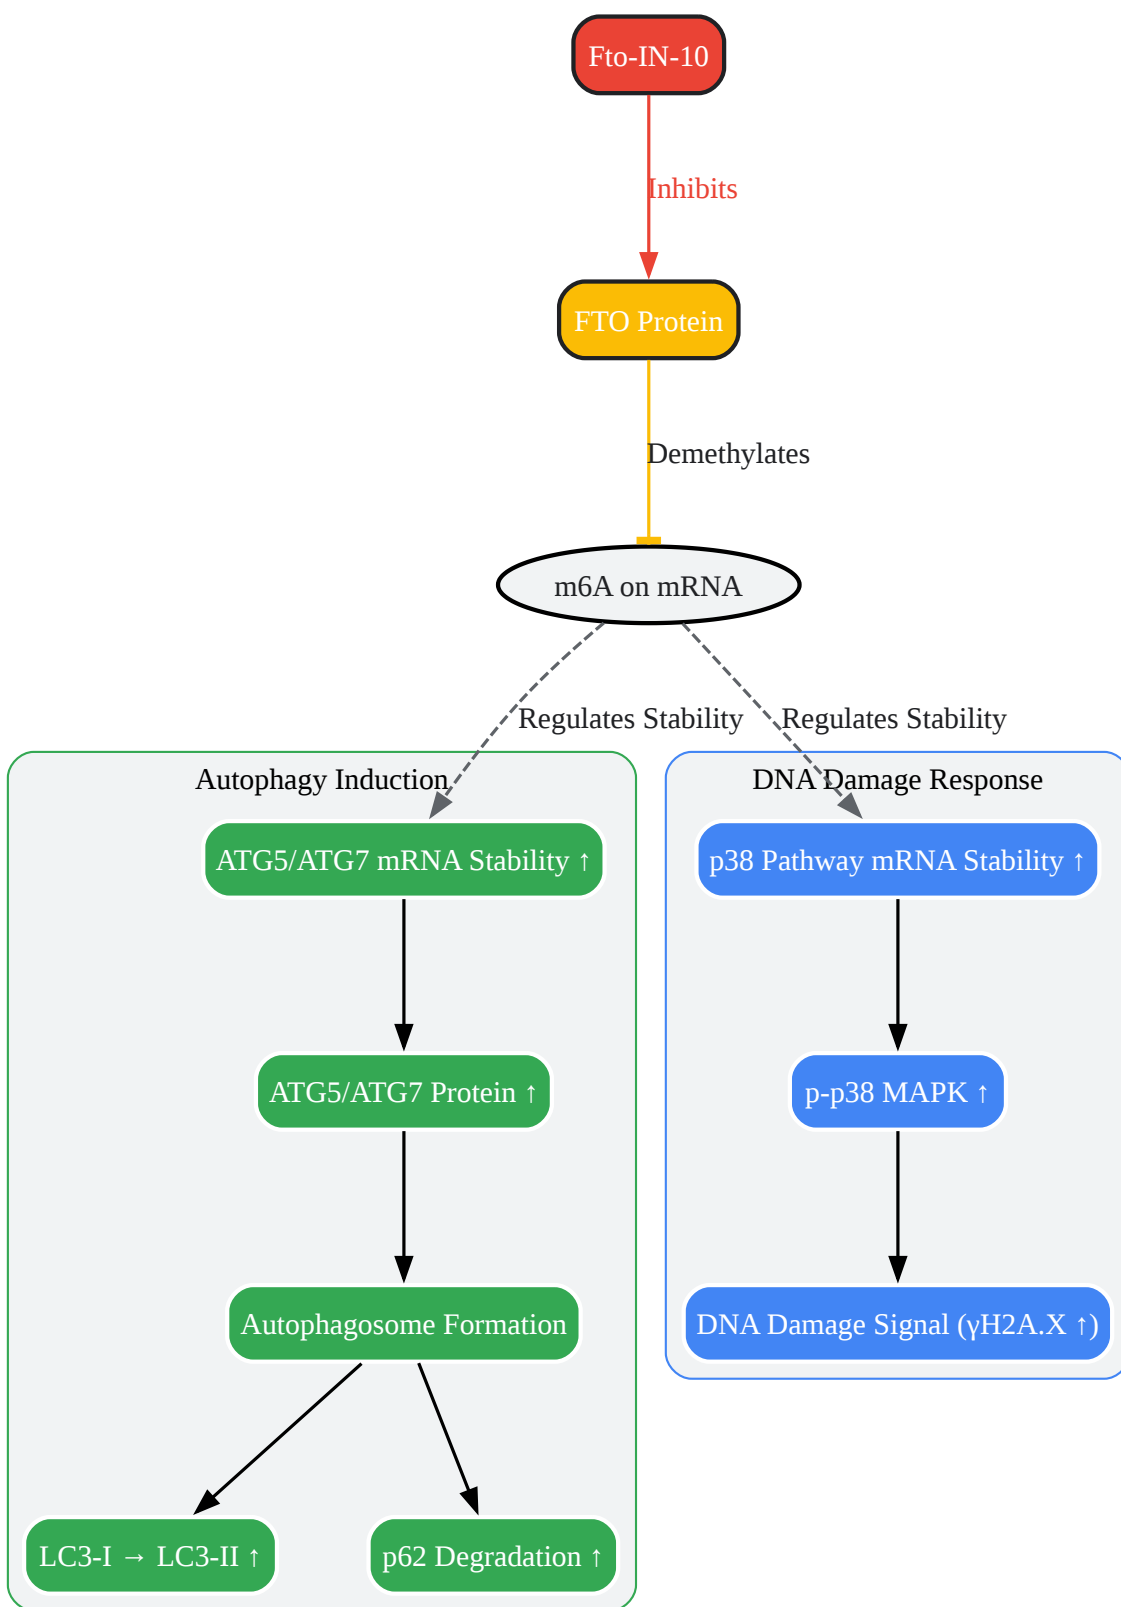 Fto-IN-10
Inhibits
FTO Protein
Demethylates
m6A on mRNA
Regulates Stability
Regulates Stability
Autophagy Induction
ATG5/ATG7 mRNA Stability ↑
ATG5/ATG7 Protein ↑
Autophagosome Formation
LC3-I → LC3-II ↑
p62 Degradation ↑
DNA Damage Response
p38 Pathway mRNA Stability ↑
p-p38 MAPK ↑
DNA Damage Signal (γH2A.X ↑)